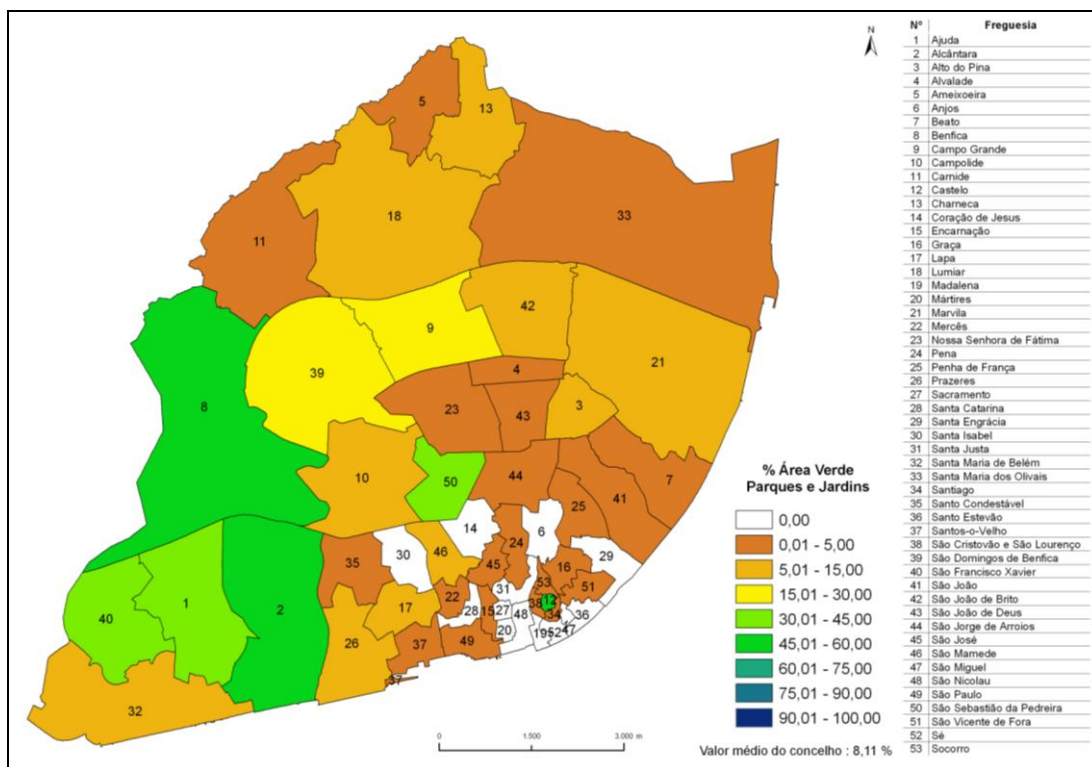 N
Nº Freguesia
1 Ajuda
2 Alcântara
3 Alto do Pina
4 Alvalade
5 Ameixoeira
6 Anjos
7 Beato
8 Benfica
9 Campo Grande
10 Campolide
11 Carnide
12 Castelo
13 Charneca
14 Coração de Jesus
15 Encarnação
16 Graça
17 Lapa
18 Lumiar
19 Madalena
20 Mártires
21 Marvila
22 Mercês
23 Nossa Senhora de Fátima
24 Pena
25 Penha de França
26 Prazeres
27 Sacramento
28 Santa Catarina
29 Santa Engrácia
30 Santa Isabel
31 Santa Justa
32 Santa Maria de Belém
33 Santa Maria dos Olivais
34 Santiago
35 Santo Condestável
36 Santo Estevão
37 Santos-o-Velho
38 São Cristovão e São Lourenço
39 São Domingos de Benfica
40 São Francisco Xavier
41 São João
42 São João de Brito
43 São João de Deus
44 São Jorge de Arroios
45 São José
46 São Mamede
47 São Miguel
48 São Nicolau
49 São Paulo
50 São Sebastião da Pedreira
51 São Vicente de Fora
52 Sé
53 Socorro
5
13
18
33
11
42
9
21
39
4
8
3
23
43
10
50
44
7
41
25
14
6
24
29
30
46
35
45
16
1
2
31
53
51
40
22
12
17
28
15
27
38
34
36
48
26
37
49
20
19
52
47
32
37
% Área Verde
Parques e Jardins
0,00
0,01 - 5,00
5,01 - 15,00
15,01 - 30,00
30,01 - 45,00
45,01 - 60,00
60,01 - 75,00
75,01 - 90,00
90,01 - 100,00
0 1.500 3.000 m
Valor médio do concelho : 8,11 %